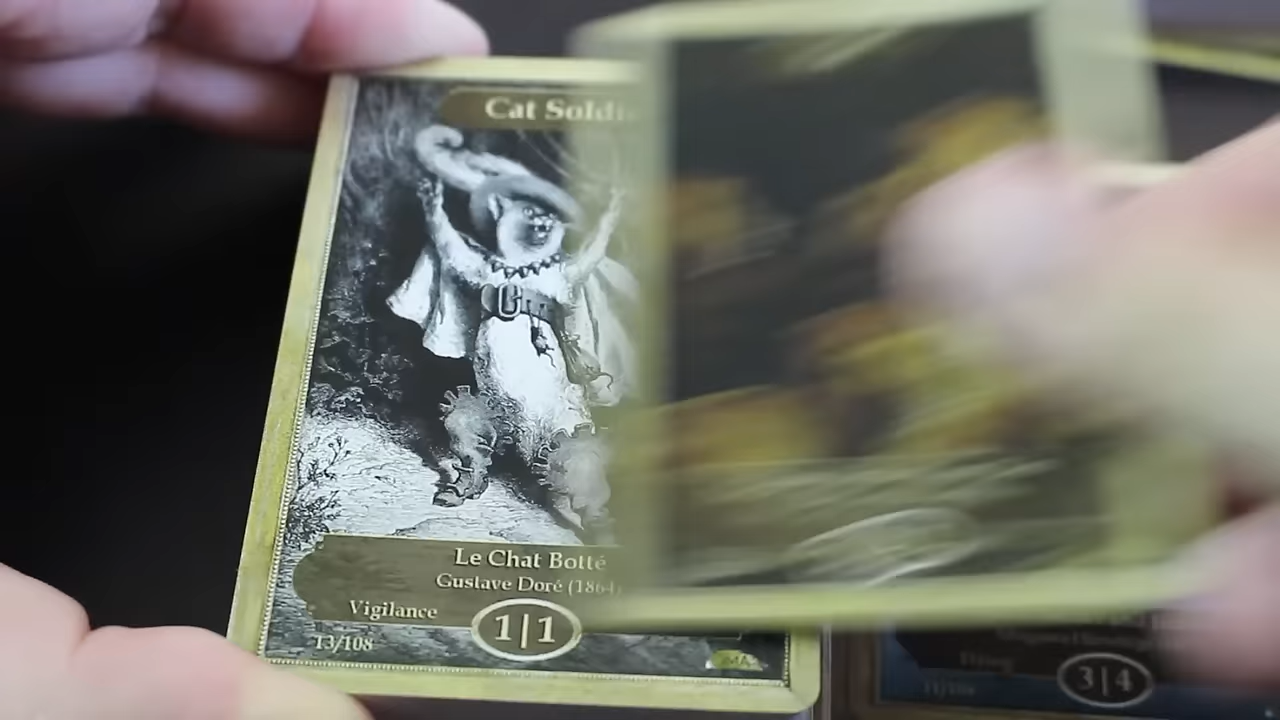 Cat Soldi
Le Chat Botté
Gustave Doré (1864)
Vigilance
1|1
13/108
3|4